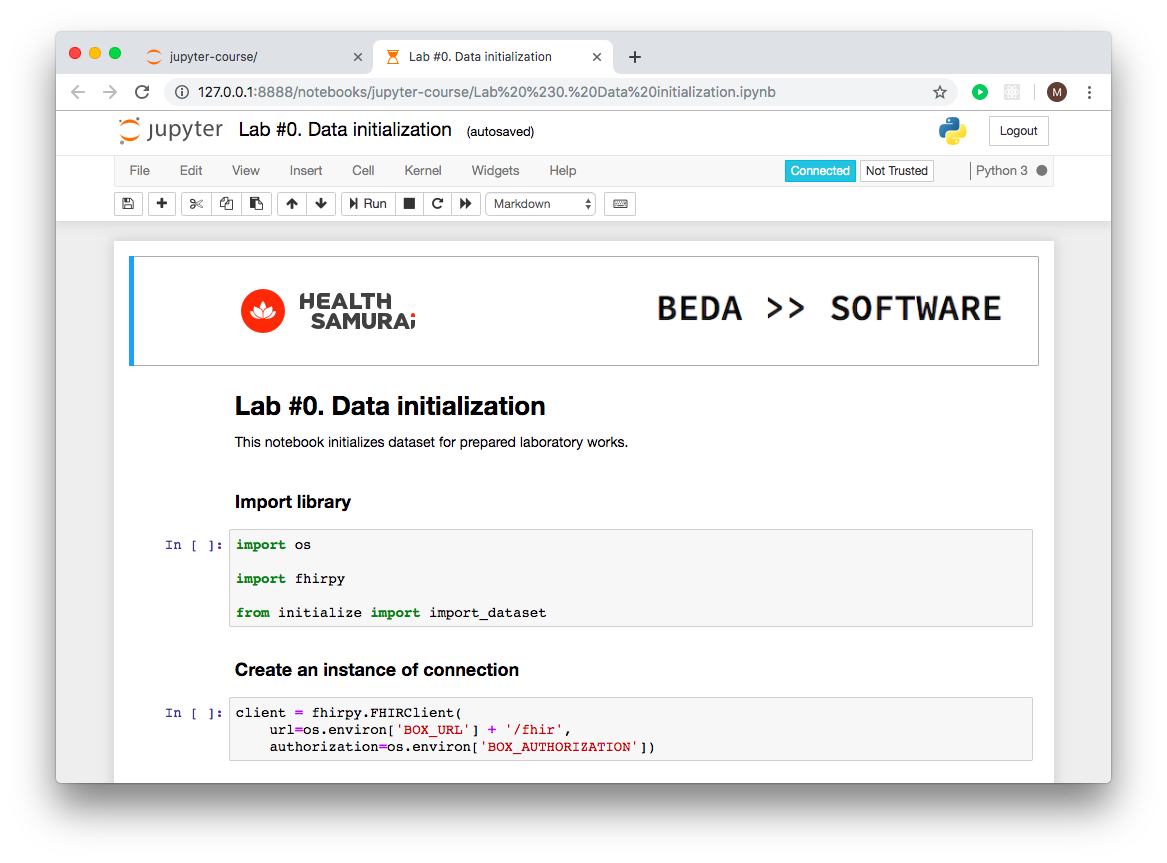 jupyter-course/
Lab #0. Data initialization
127.0.0.1:8888/notebooks/jupyter-course/Lab%20%230.%20Data%20initialization.ipynb
M
jupyter Lab #0. Data initialization (autosaved)
Logout
File Edit View Insert Cell Kernel Widgets Help
Connected Not Trusted Python 3
Run Markdown
HEALTH
SAMURAi
BEDA >> SOFTWARE
Lab #0. Data initialization
This notebook initializes dataset for prepared laboratory works.
Import library
In [ ]: import os
import fhirpy
from initialize import import_dataset
Create an instance of connection
In [ ]: client = fhirpy.FHIRClient(
url=os.environ['BOX_URL'] + '/fhir',
authorization=os.environ['BOX_AUTHORIZATION'])